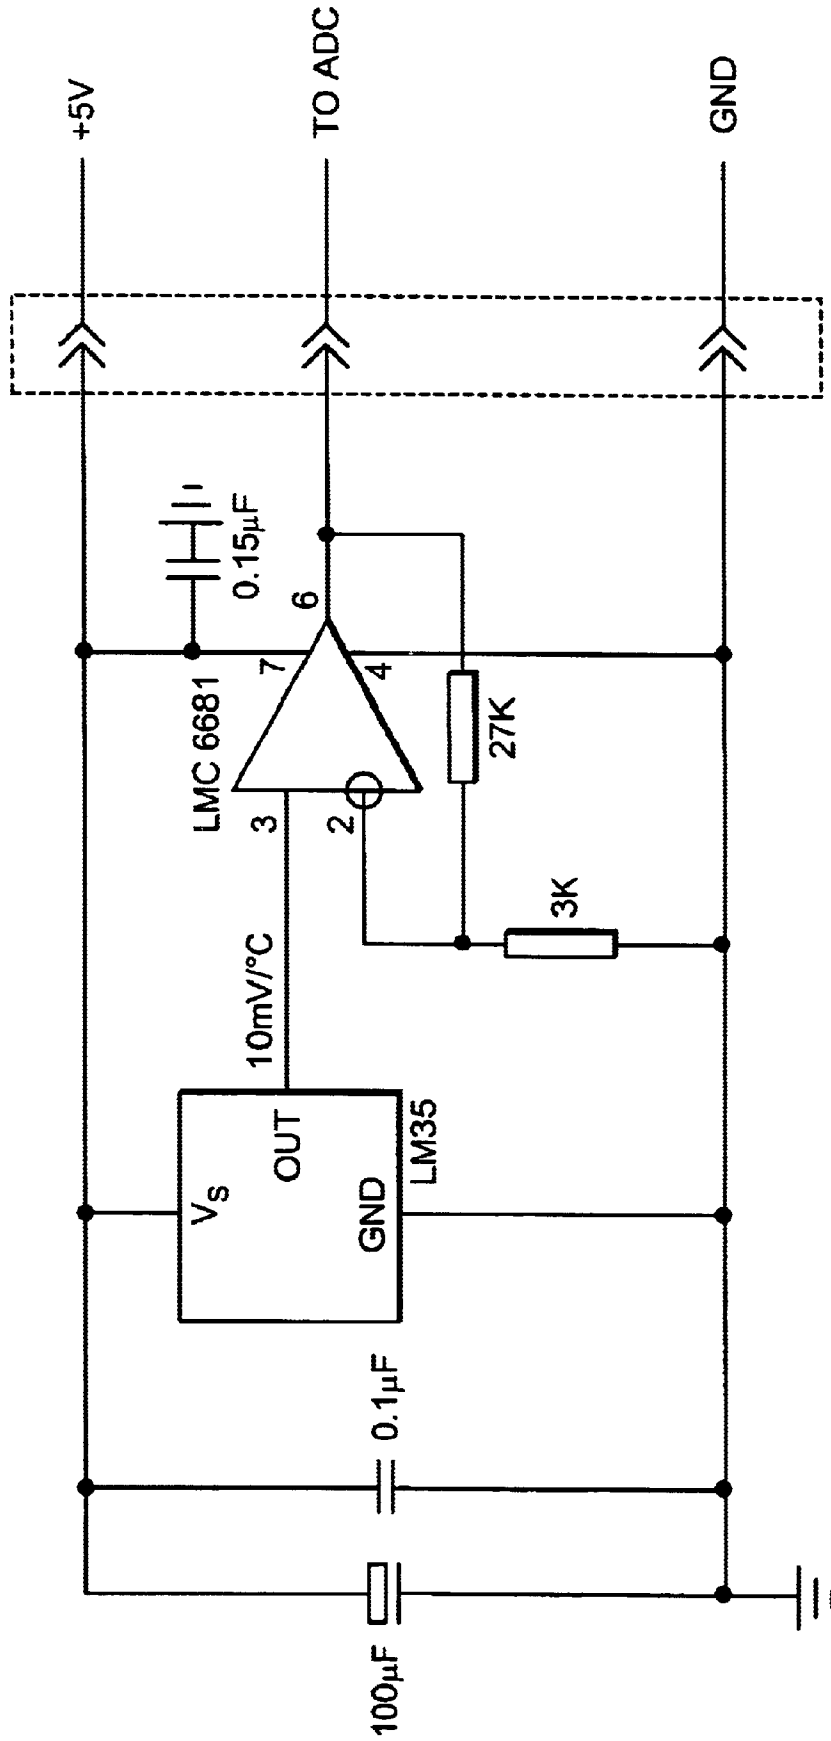 +5V
TO ADC
GND
0.15µF
LMC 6681
7
6
4
3
2
27K
3K
10mV/°C
VS
OUT
GND
LM35
0.1µF
100µF